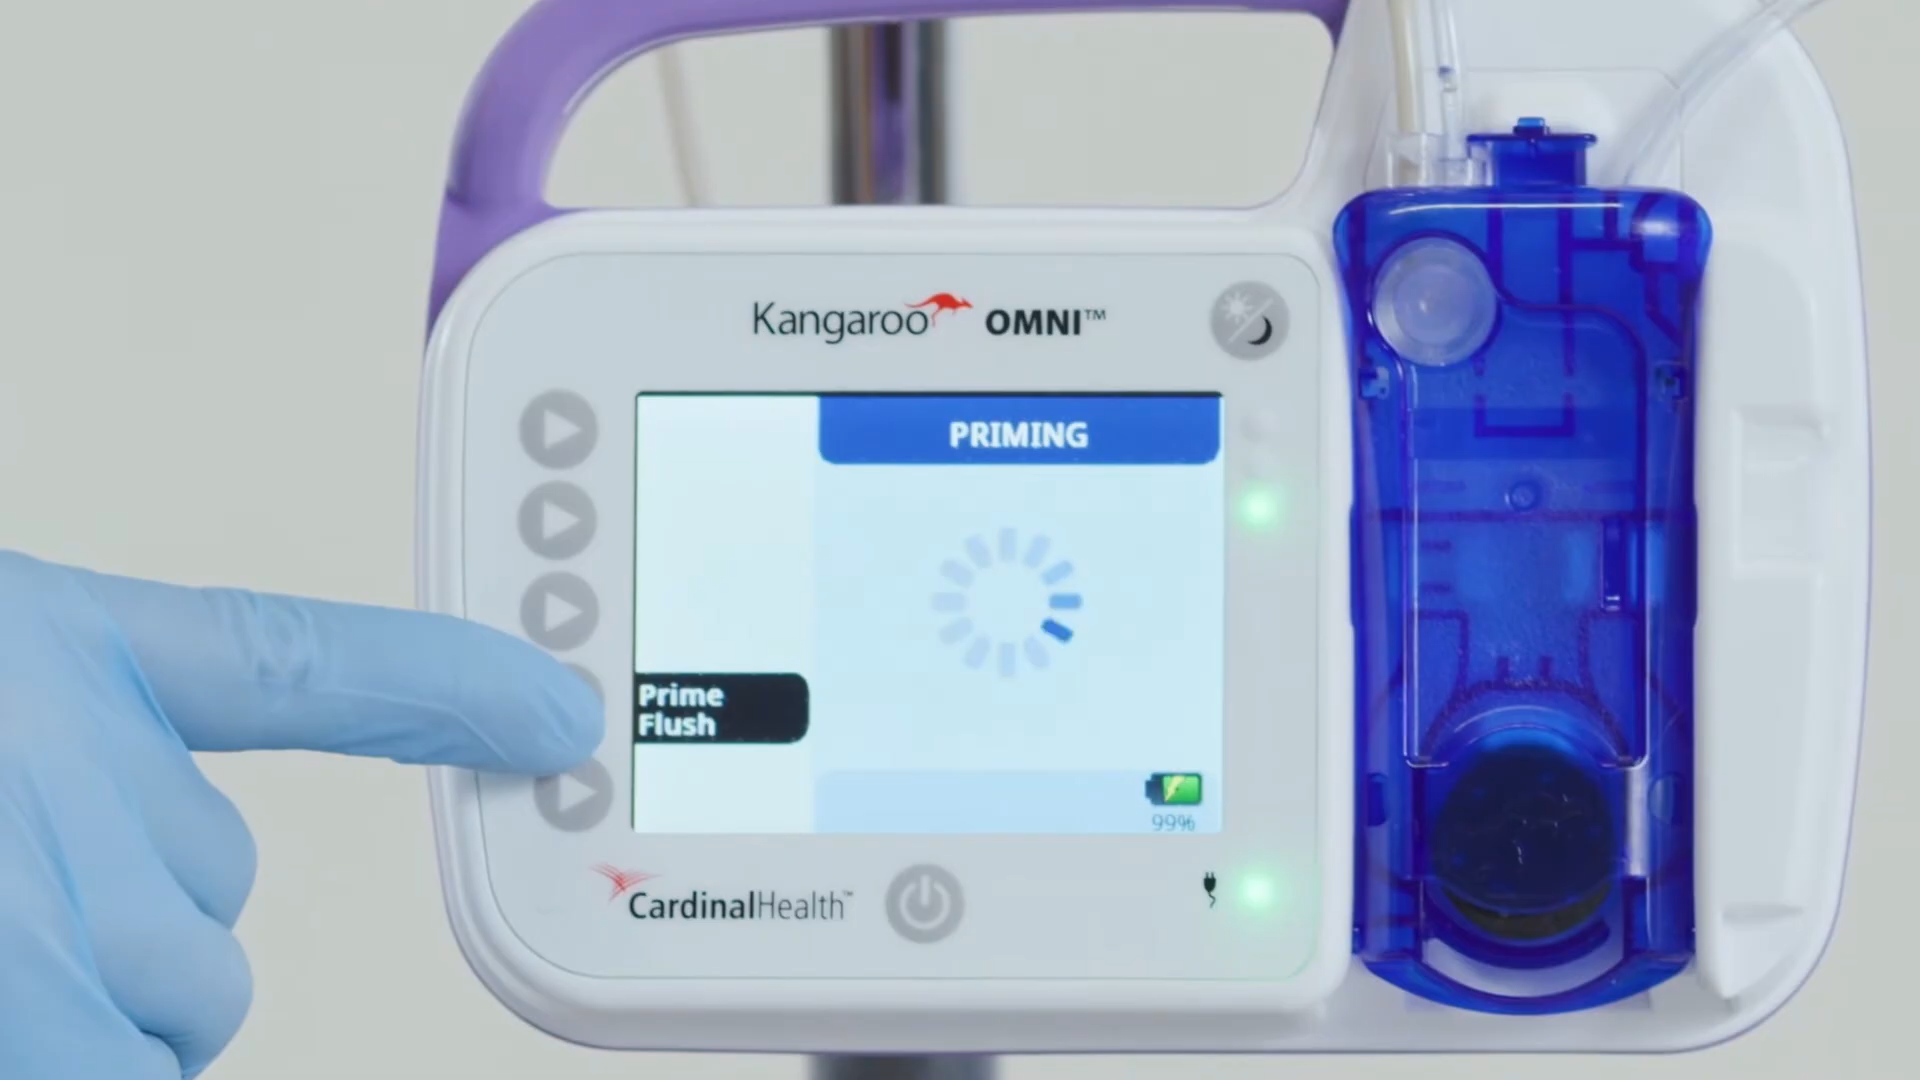 Kangaroo OMNI™
PRIMING
Prime
Flush
99%
CardinalHealth™